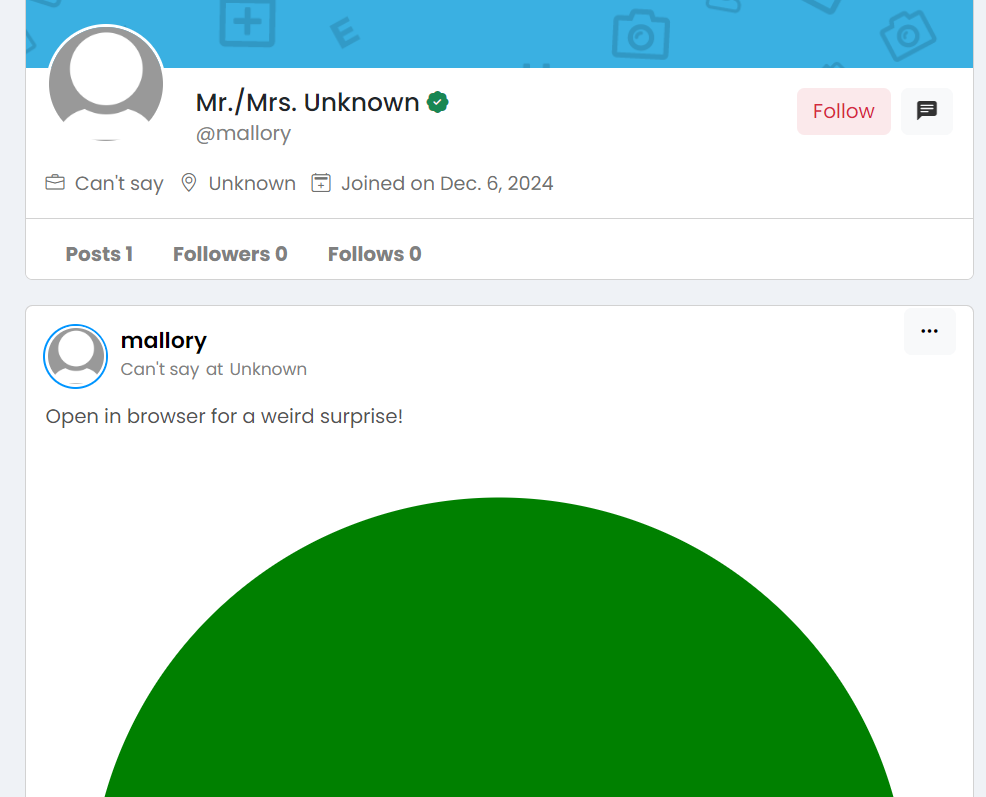 Mr./Mrs. Unknown
Follow
@mallory
Can't say Unknown Joined on Dec. 6, 2024
Posts 1 Followers 0 Follows 0
mallory
Can't say at Unknown
Open in browser for a weird surprise!